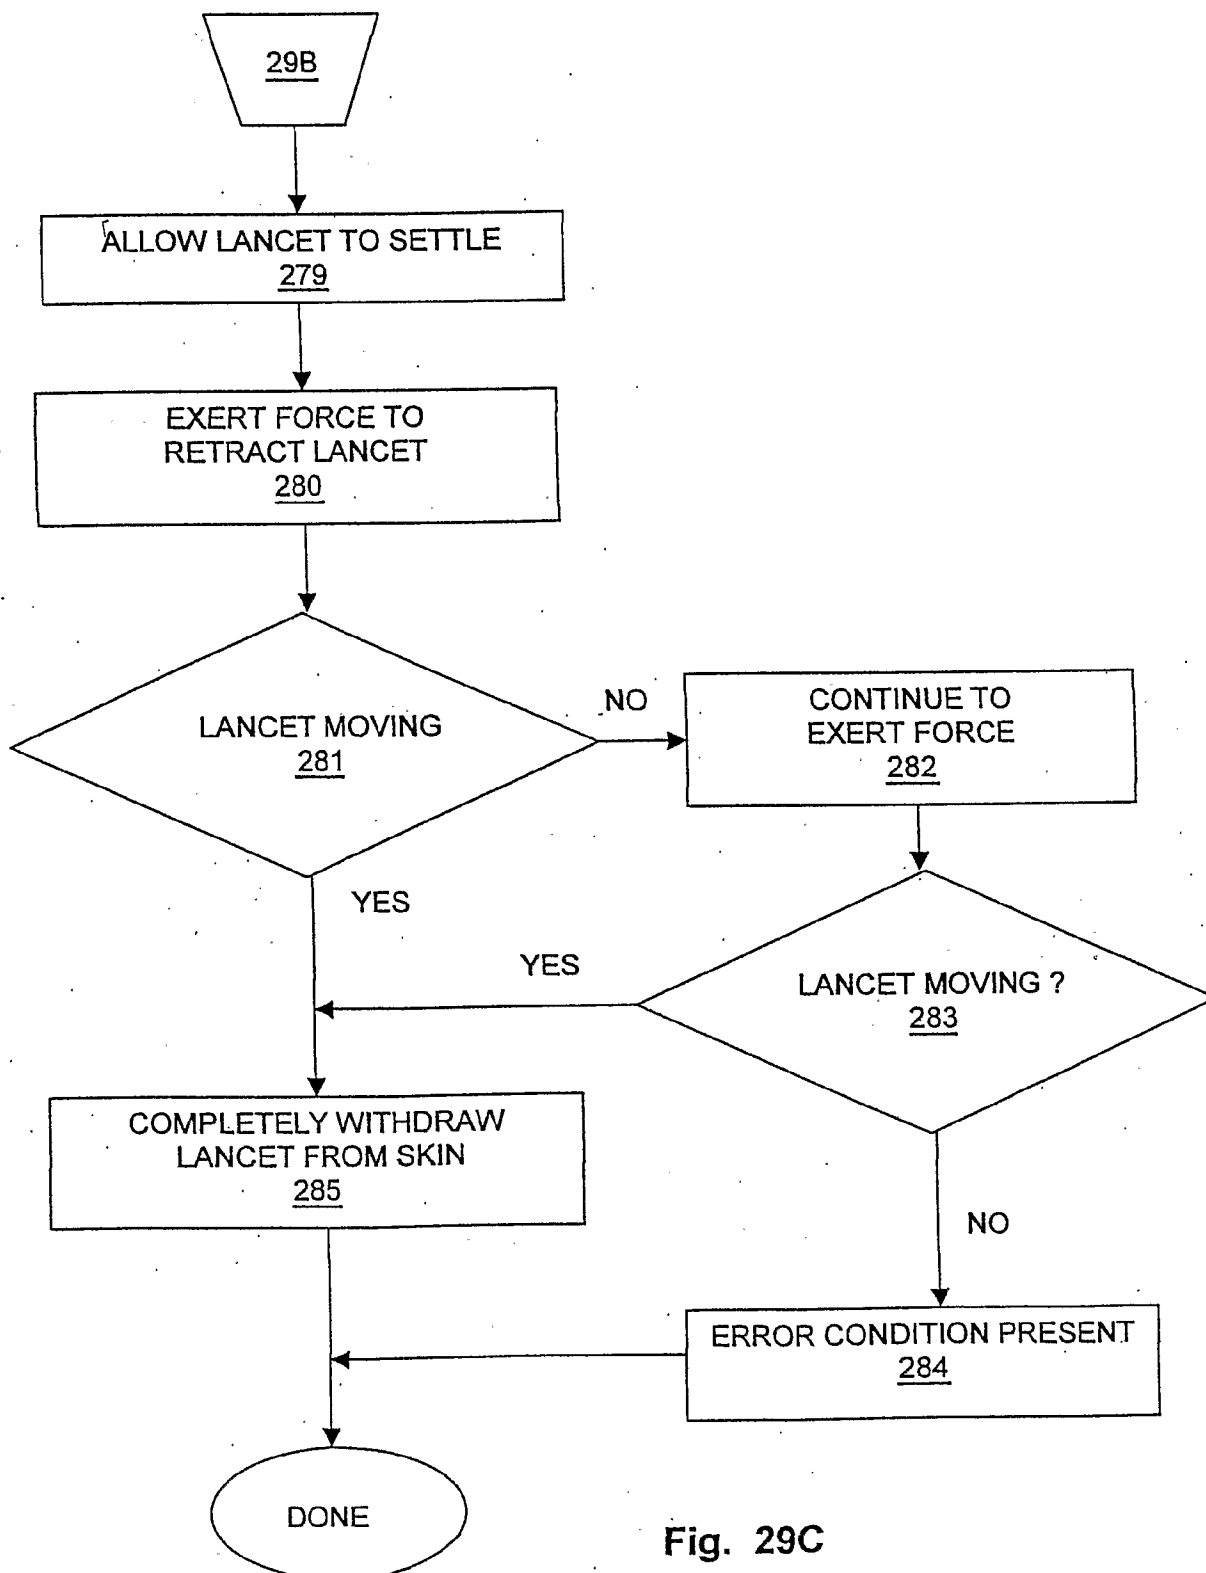 29B
ALLOW LANCET TO SETTLE
279
EXERT FORCE TO
RETRACT LANCET
280
LANCET MOVING
281
NO
CONTINUE TO
EXERT FORCE
282
YES
YES
LANCET MOVING ?
283
COMPLETELY WITHDRAW
LANCET FROM SKIN
285
NO
ERROR CONDITION PRESENT
284
DONE
Fig. 29C